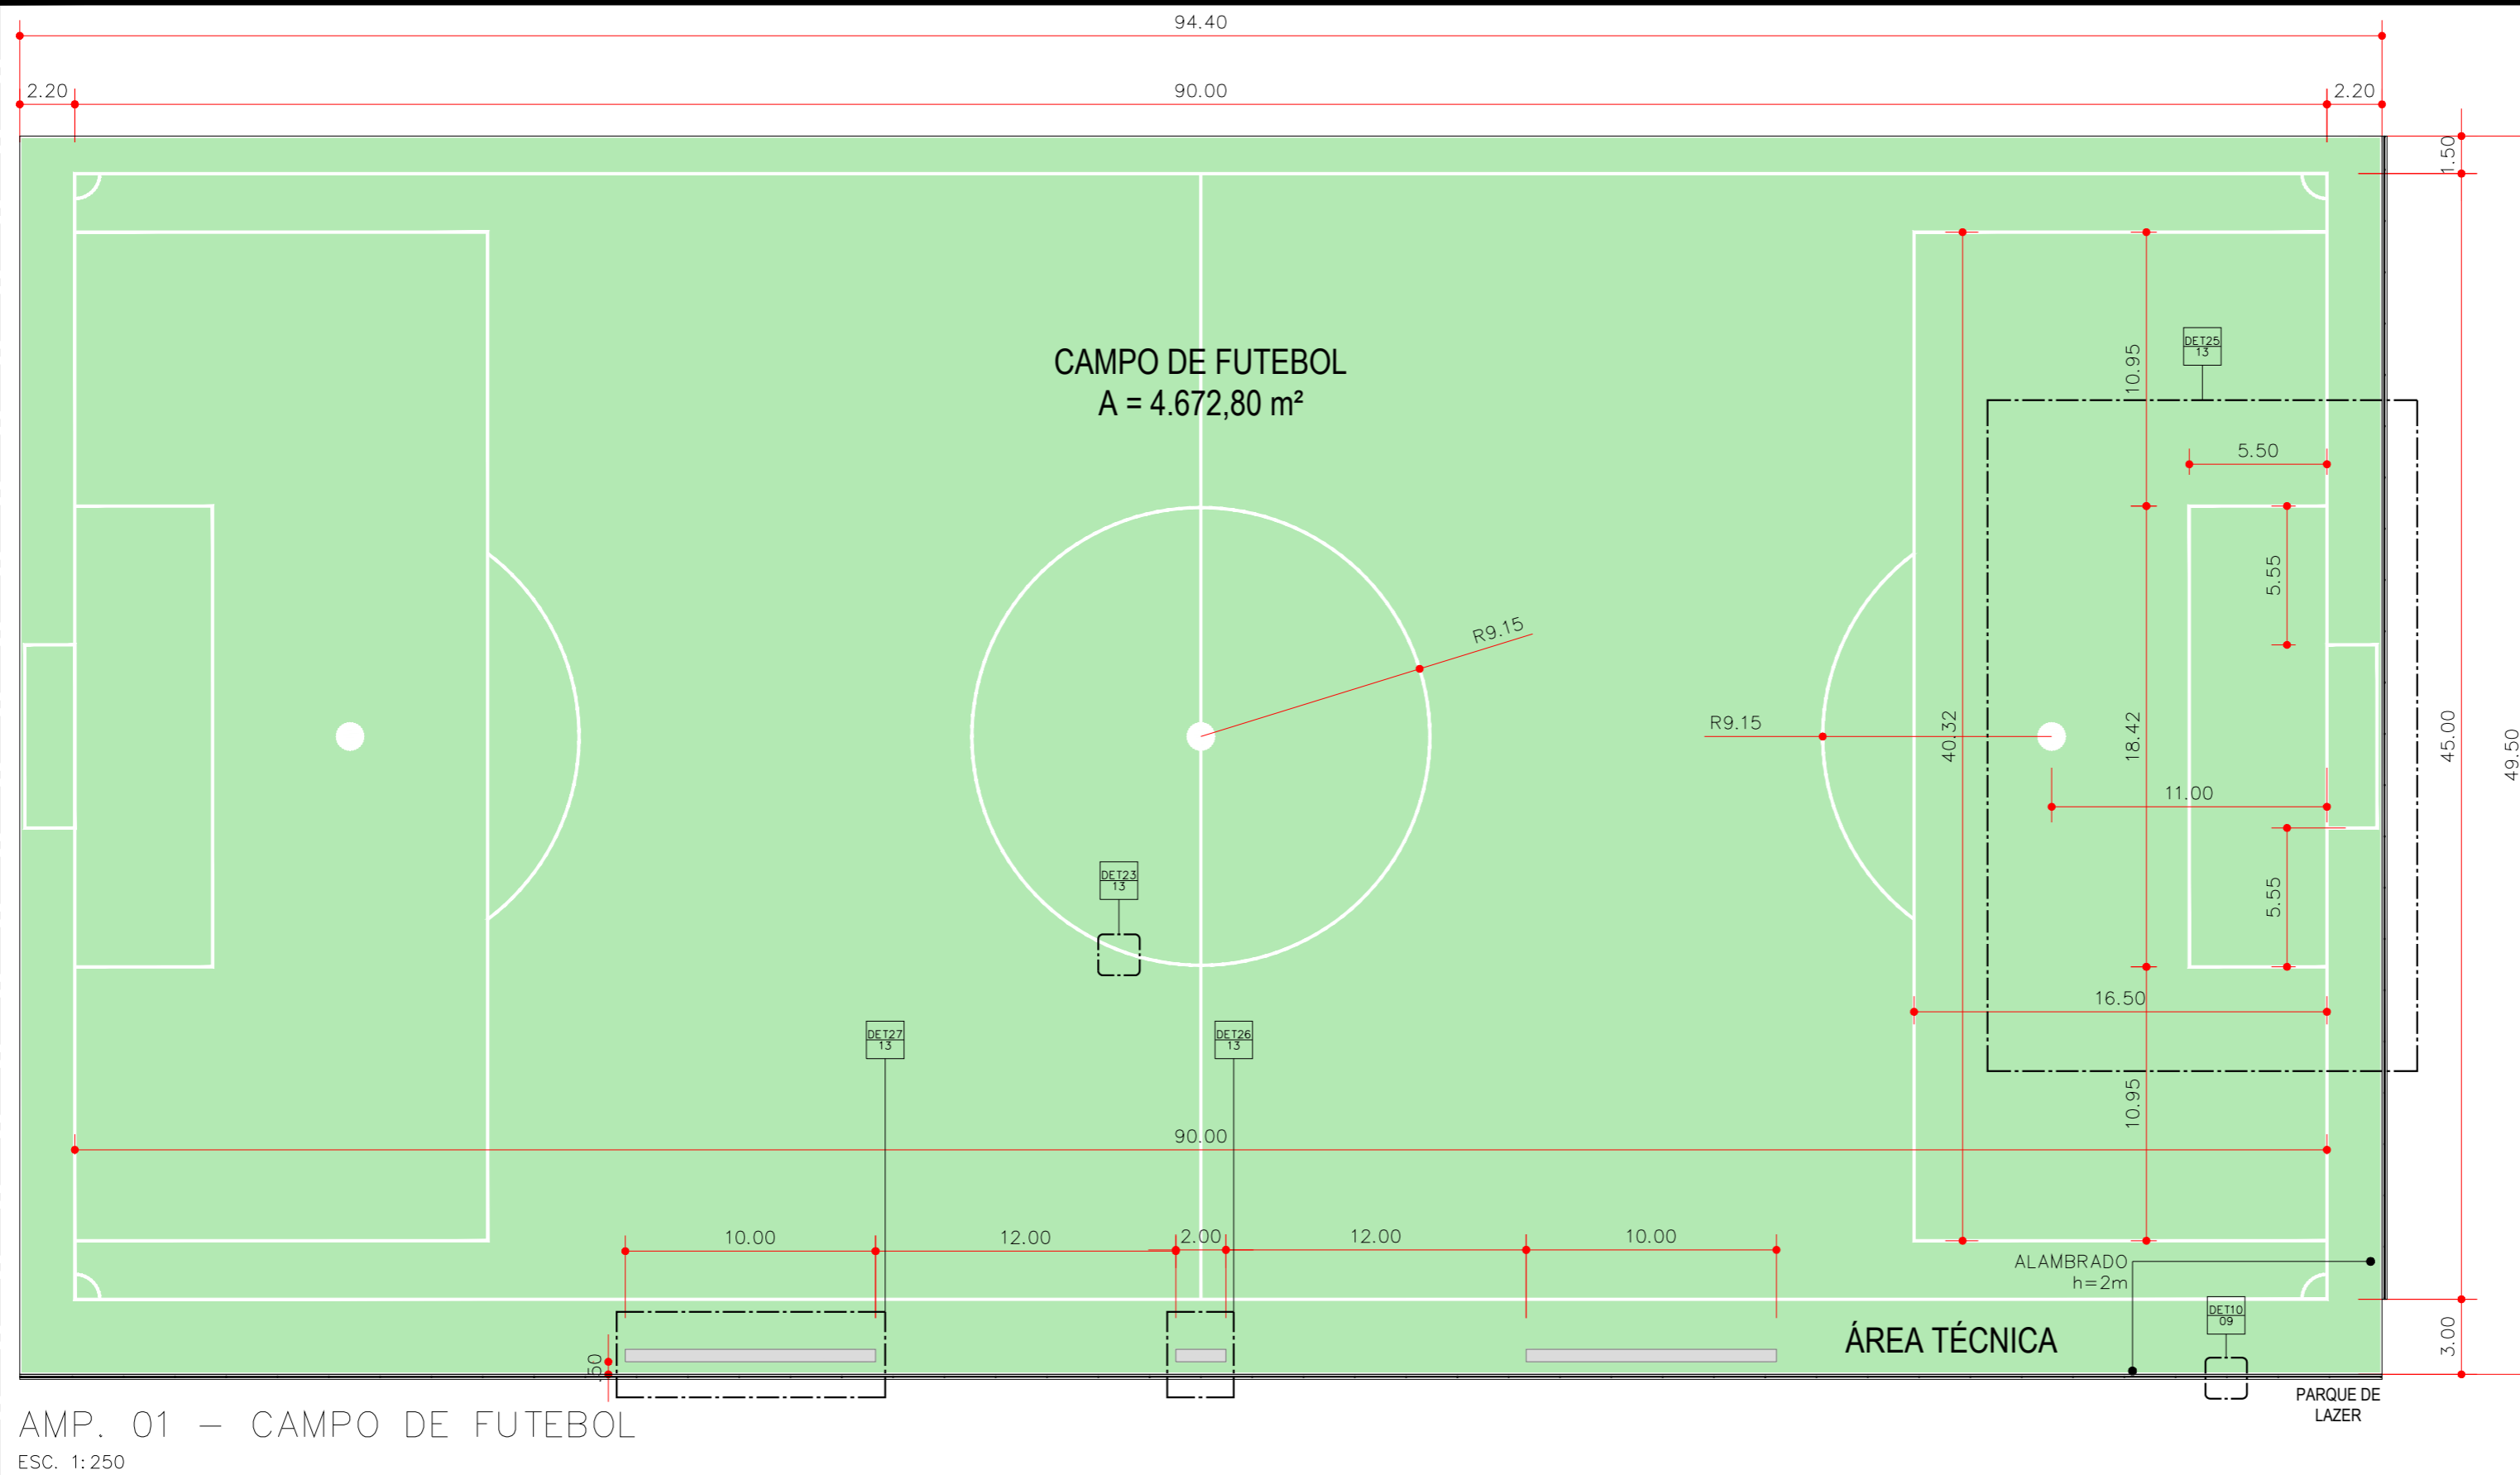 94.40
2.20
90.00
2.20
1.50
CAMPO DE FUTEBOL
A = 4.672,80 m²
DET25
13
10.95
5.50
5.55
R9.15
R9.15
40.32
18.42
45.00
49.50
11.00
DET23
13
5.55
16.50
DET27
13
DET26
13
10.95
90.00
10.00
12.00
2.00
12.00
10.00
ALAMBRADO
h=2m
DET10
09
ÁREA TÉCNICA
3.00
.50
PARQUE DE
LAZER
AMP. 01 – CAMPO DE FUTEBOL
ESC. 1:250